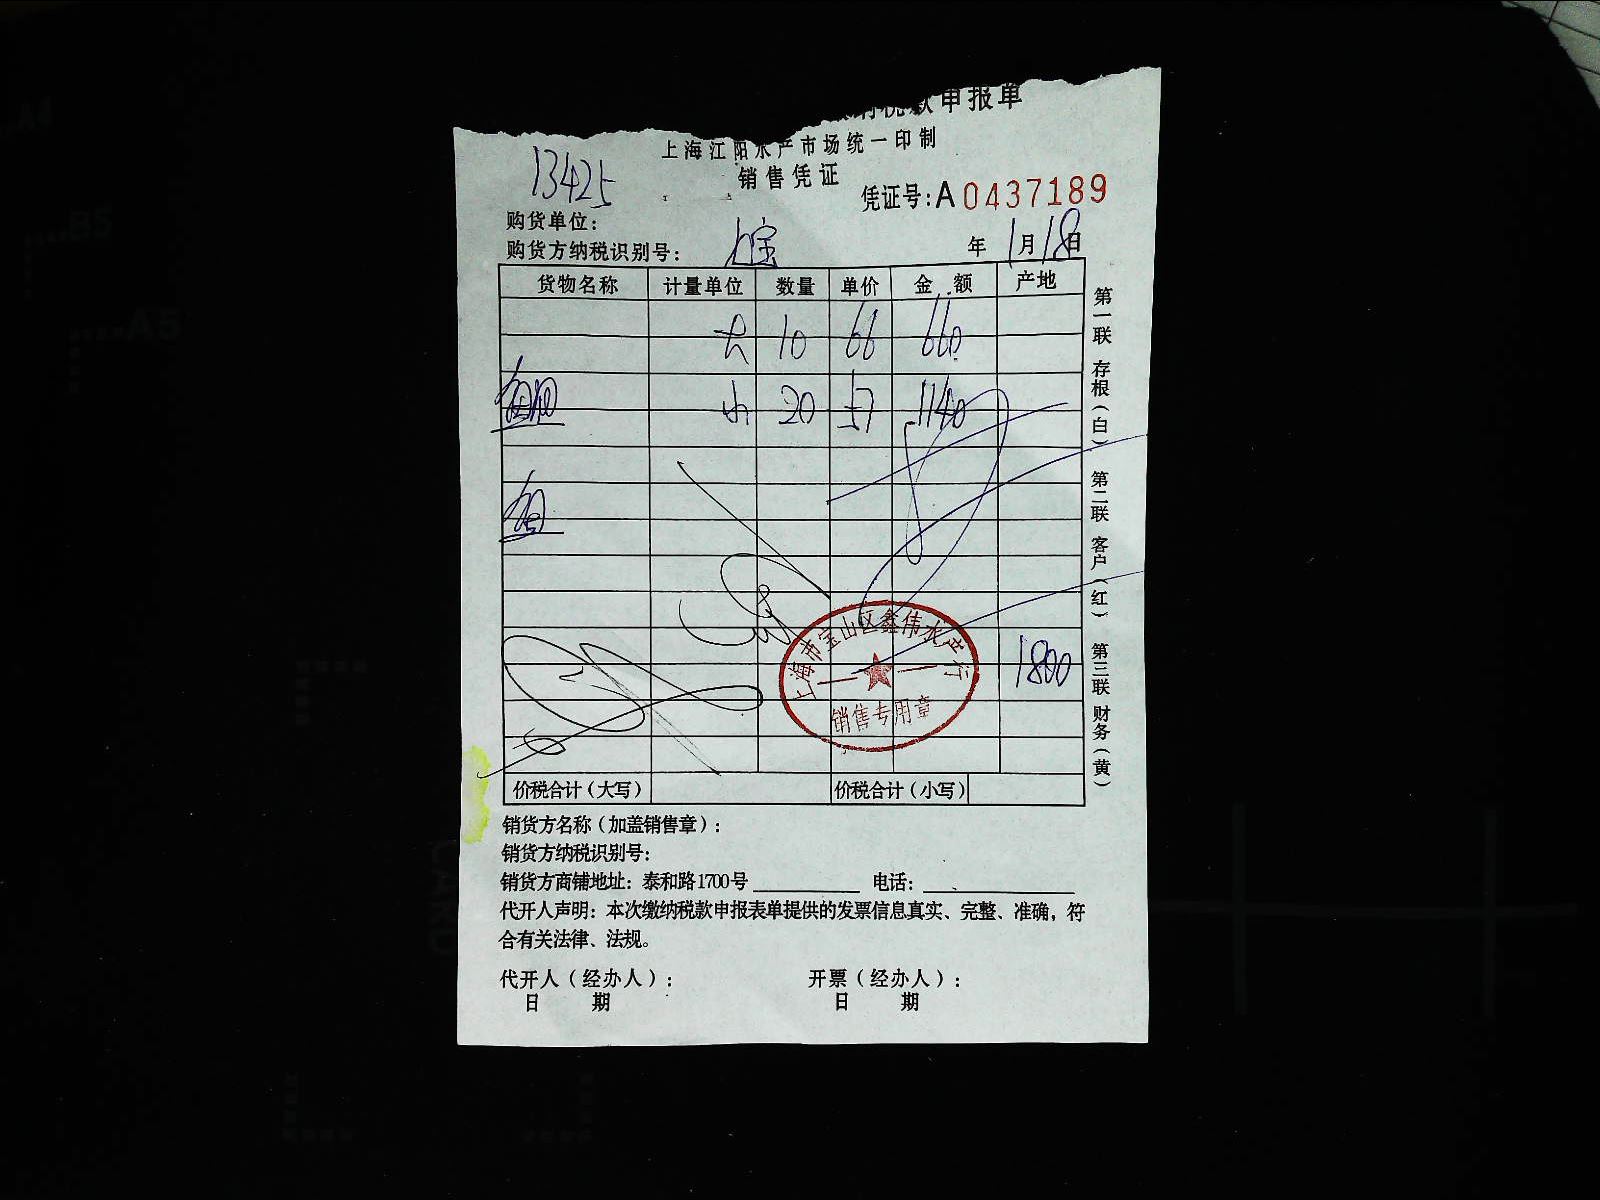 纳税款申报单
上海江阳水产市场统一印制
13425
销售凭证
凭证号:A0437189
购货单位:
购货方纳税识别号:
年1月18日
货物名称 计量单位 数量 单价 金额 产地
大 10 66 660
小 20 57 1140
第一联 存根(白) 第二联 客户(红) 第三联 财务(黄)
上海市宝山区鑫伟水产行
销售专用章
1800
价税合计(大写) 价税合计(小写)
销货方名称(加盖销售章):
销货方纳税识别号:
销货方商铺地址:泰和路1700号 电话:
代开人声明:本次缴纳税款申报表单提供的发票信息真实、完整、准确,符
合有关法律、法规。
代开人(经办人): 开票(经办人):
日 期 日 期